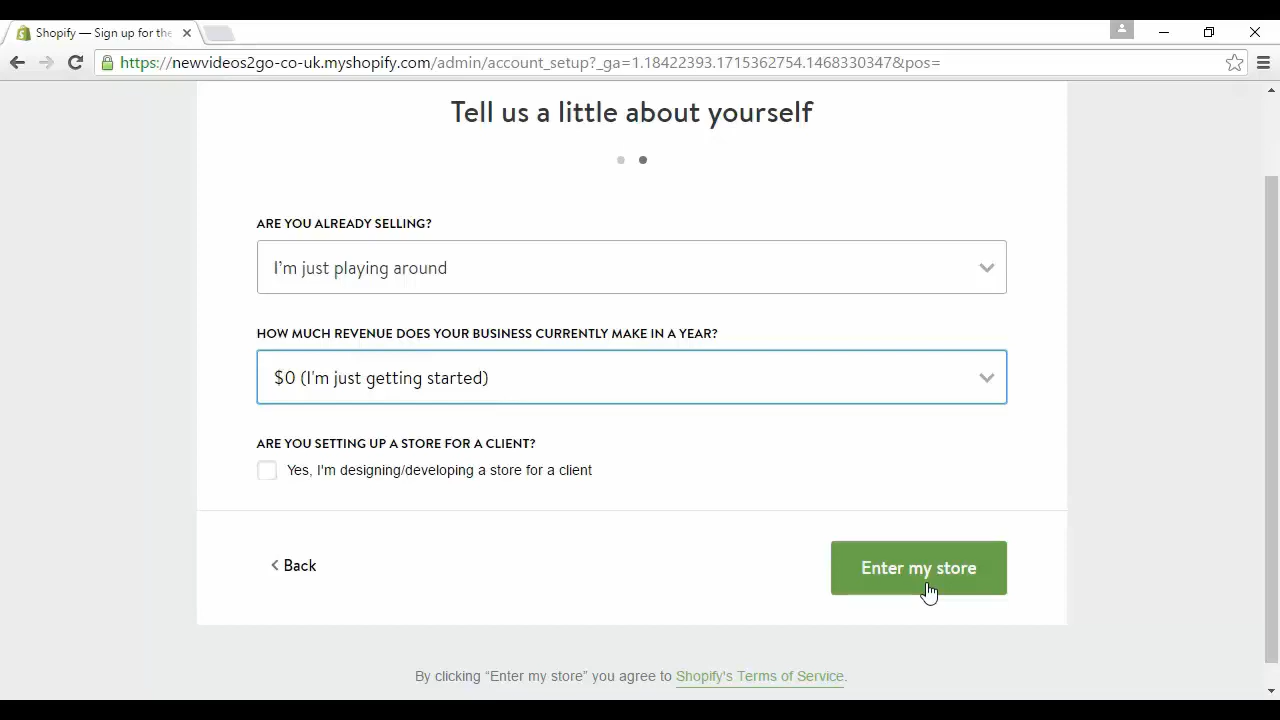 Shopify — Sign up for the
https://newvideos2go-co-uk.myshopify.com/admin/account_setup?_ga=1.18422393.1715362754.1468330347&pos=
Tell us a little about yourself
ARE YOU ALREADY SELLING?
I'm just playing around
HOW MUCH REVENUE DOES YOUR BUSINESS CURRENTLY MAKE IN A YEAR?
$0 (I'm just getting started)
ARE YOU SETTING UP A STORE FOR A CLIENT?
Yes, I'm designing/developing a store for a client
Back
Enter my store
By clicking “Enter my store” you agree to Shopify's Terms of Service.